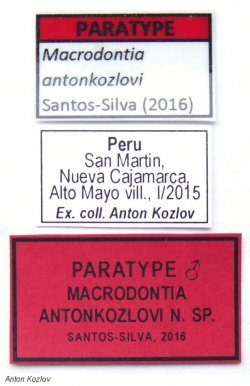 PARATYPE
Macrodontia
antonkozlovi
Santos-Silva (2016)
Peru
San Martin,
Nueva Cajamarca,
Alto Mayo vill., I/2015
Ex. coll. Anton Kozlov
PARATYPE ♂
MACRODONTIA
ANTONKOZLOVI N. SP.
SANTOS-SILVA, 2016
Anton Kozlov